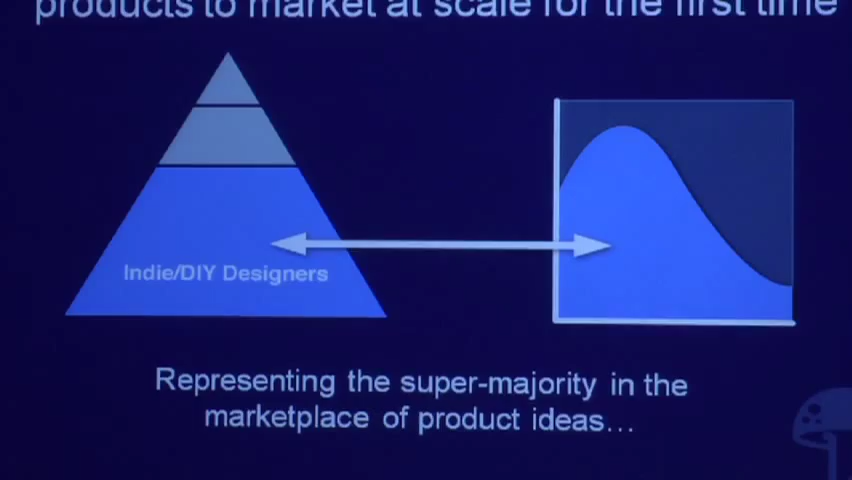 products to market at scale for the first time
Indie/DIY Designers
Representing the super-majority in the
marketplace of product ideas…